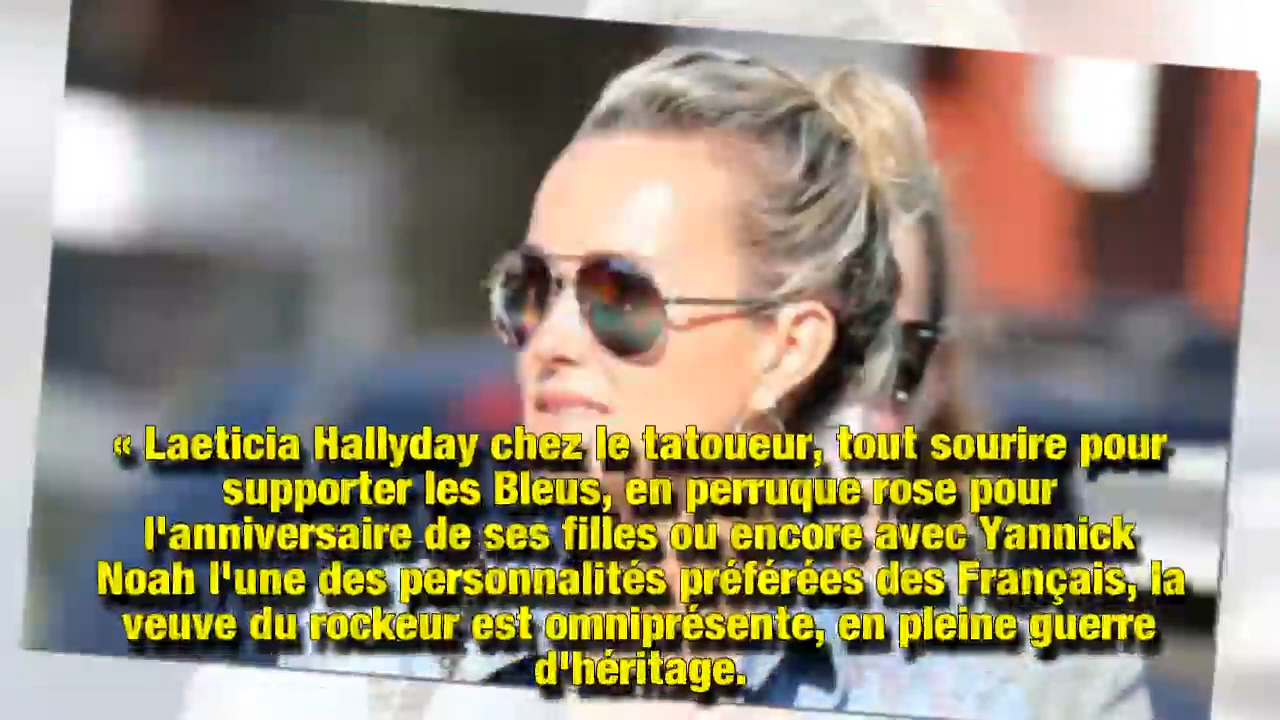 « Laeticia Hallyday chez le tatoueur, tout sourire pour
supporter les Bleus, en perruque rose pour
l'anniversaire de ses filles ou encore avec Yannick
Noah l'une des personnalités préférées des Français, la
veuve du rockeur est omniprésente, en pleine guerre
d'héritage.